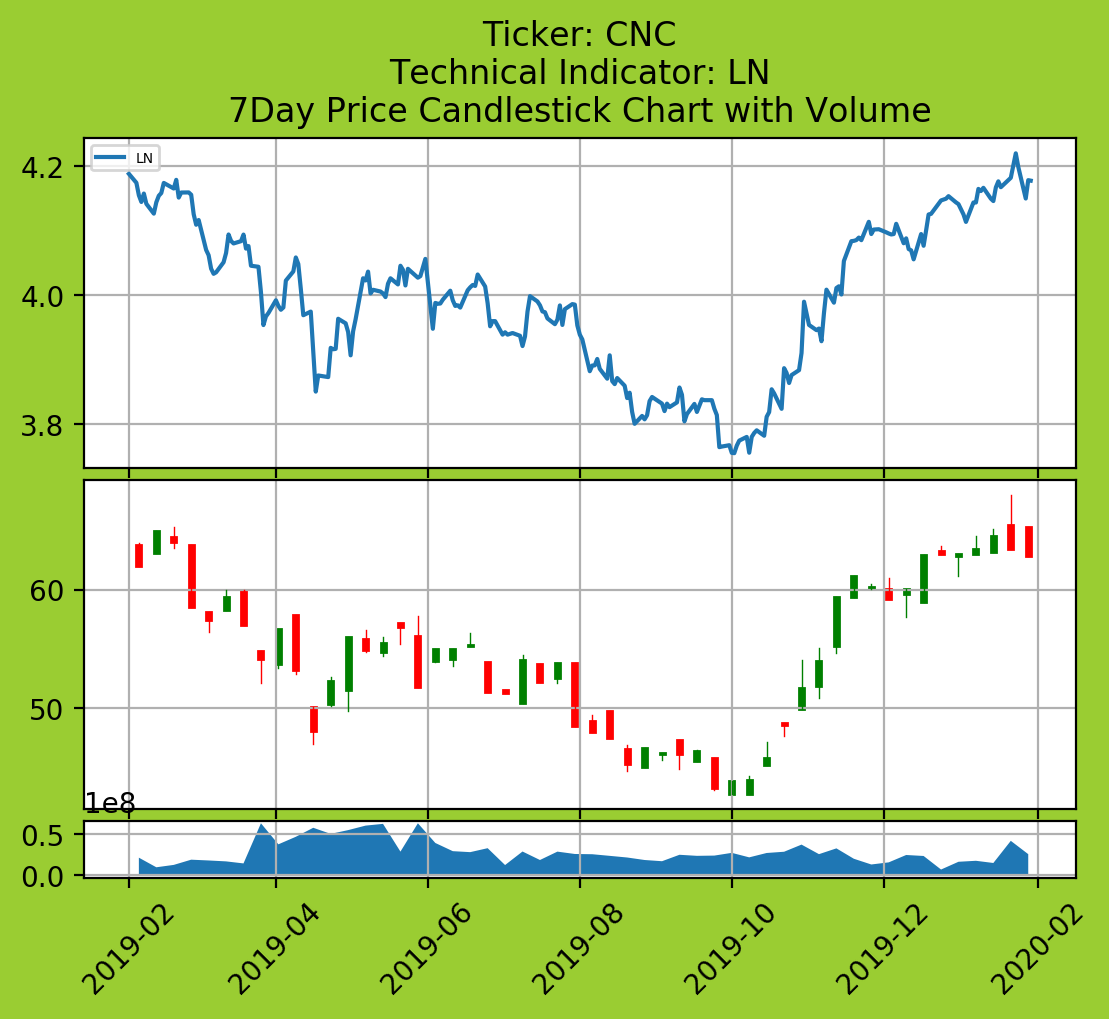 Ticker: CNC
Technical Indicator: LN
7Day Price Candlestick Chart with Volume
LN
4.2
4.0
3.8
60
50
1e8
0.5
0.0
2019-02
2019-04
2019-06
2019-08
2019-10
2019-12
2020-02